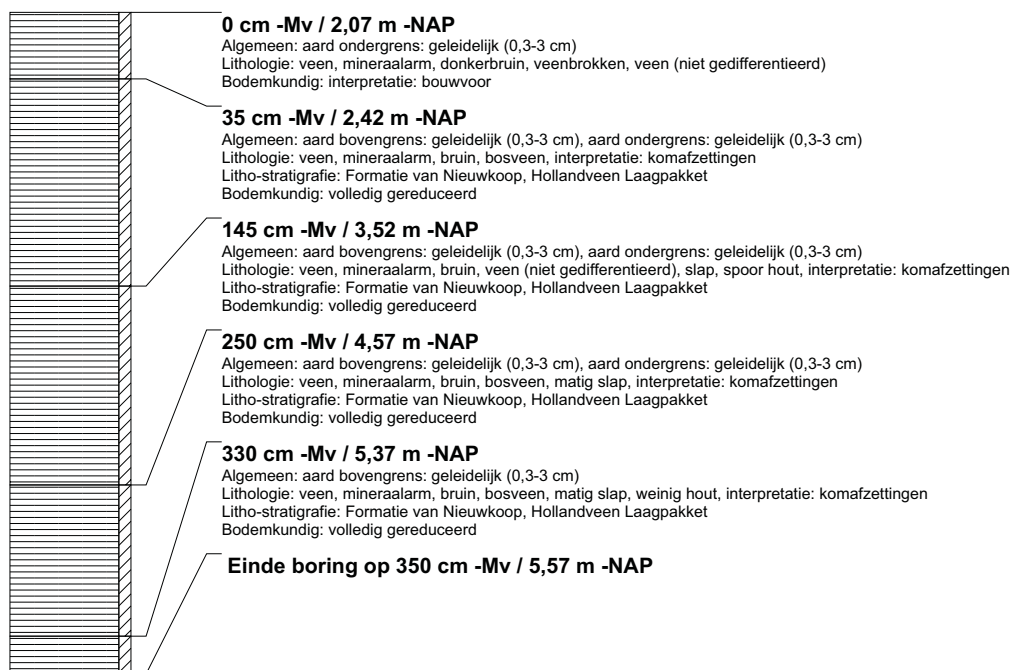 0 cm -Mv / 2,07 m -NAP
Algemeen: aard ondergrens: geleidelijk (0,3-3 cm)
Lithologie: veen, mineraalarm, donkerbruin, veenbrokken, veen (niet gedifferentieerd)
Bodemkundig: interpretatie: bouwvoor
35 cm -Mv / 2,42 m -NAP
Algemeen: aard bovengrens: geleidelijk (0,3-3 cm), aard ondergrens: geleidelijk (0,3-3 cm)
Lithologie: veen, mineraalarm, bruin, bosveen, interpretatie: komafzettingen
Litho-stratigrafie: Formatie van Nieuwkoop, Hollandveen Laagpakket
Bodemkundig: volledig gereduceerd
145 cm -Mv / 3,52 m -NAP
Algemeen: aard bovengrens: geleidelijk (0,3-3 cm), aard ondergrens: geleidelijk (0,3-3 cm)
Lithologie: veen, mineraalarm, bruin, veen (niet gedifferentieerd), slap, spoor hout, interpretatie: komafzettingen
Litho-stratigrafie: Formatie van Nieuwkoop, Hollandveen Laagpakket
Bodemkundig: volledig gereduceerd
250 cm -Mv / 4,57 m -NAP
Algemeen: aard bovengrens: geleidelijk (0,3-3 cm), aard ondergrens: geleidelijk (0,3-3 cm)
Lithologie: veen, mineraalarm, bruin, bosveen, matig slap, interpretatie: komafzettingen
Litho-stratigrafie: Formatie van Nieuwkoop, Hollandveen Laagpakket
Bodemkundig: volledig gereduceerd
330 cm -Mv / 5,37 m -NAP
Algemeen: aard bovengrens: geleidelijk (0,3-3 cm)
Lithologie: veen, mineraalarm, bruin, bosveen, matig slap, weinig hout, interpretatie: komafzettingen
Litho-stratigrafie: Formatie van Nieuwkoop, Hollandveen Laagpakket
Bodemkundig: volledig gereduceerd
Einde boring op 350 cm -Mv / 5,57 m -NAP